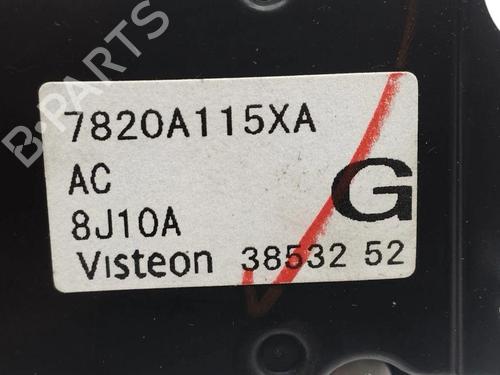 B-PARTS
7820A115XA
AC
G
8J10A
Visteon 38532 52